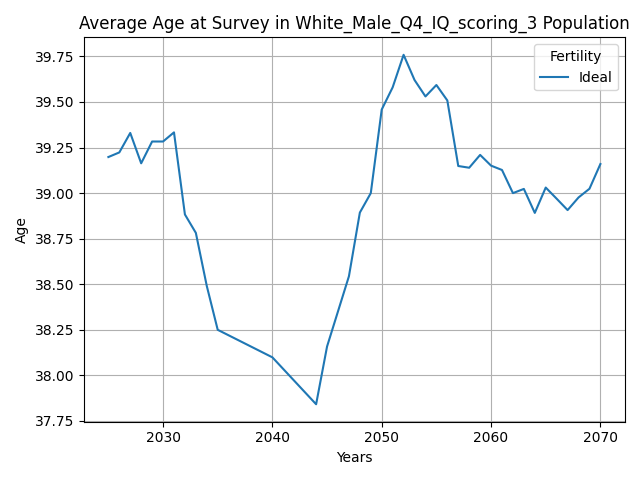 Average Age at Survey in White_Male_Q4_IQ_scoring_3 Population
Fertility
Ideal
39.75
39.50
39.25
39.00
38.75
38.50
38.25
38.00
37.75
Age
2030 2040 2050 2060 2070
Years